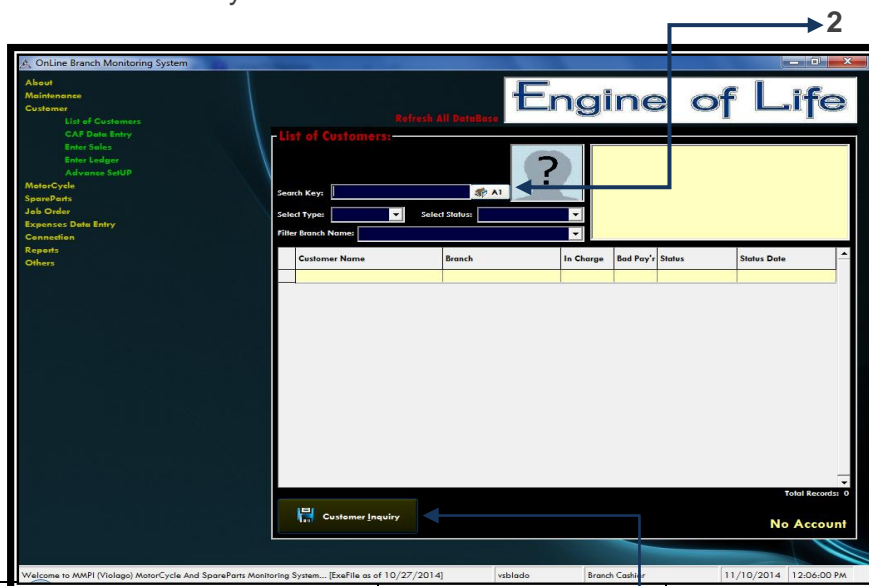 2
OnLine Branch Monitoring System
About
Maintenance
Customer
List of Customers
CAF Data Entry
Enter Sales
Enter Ledger
Advance SetUP
MotorCycle
SpareParts
Job Order
Expenses Data Entry
Connection
Reports
Others
Refresh All DataBase
Engine of Life
List of Customers:
?
Search Key:
A1
Select Type:
Select Status:
Filter Branch Name:
Customer Name Branch In Charge Bad Pay'r Status Status Date
Total Records: 0
Customer Inquiry
No Account
Welcome to MMPI (Violago) MotorCycle And SpareParts Monitoring System... [ExeFile as of 10/27/2014] vsblado Branch Cashier 11/10/2014 12:06:00 PM